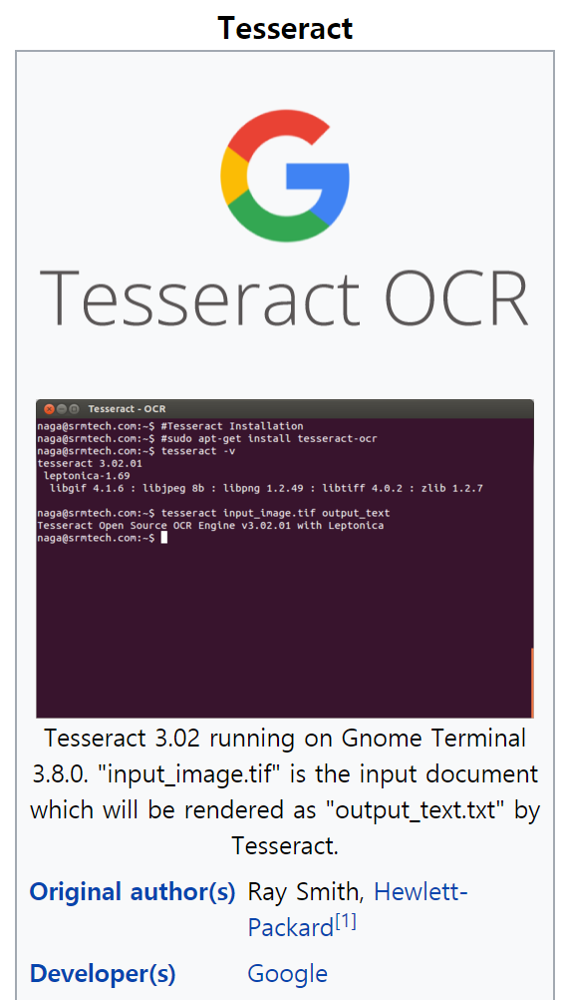 Tesseract
Tesseract OCR
Tesseract - OCR
naga@srmtech.com:~$ #Tesseract Installation
naga@srmtech.com:~$ #sudo apt-get install tesseract-ocr
naga@srmtech.com:~$ tesseract -v
tesseract 3.02.01
 leptonica-1.69
  libgif 4.1.6 : libjpeg 8b : libpng 1.2.49 : libtiff 4.0.2 : zlib 1.2.7
naga@srmtech.com:~$ tesseract input_image.tif output_text
Tesseract Open Source OCR Engine v3.02.01 with Leptonica
naga@srmtech.com:~$
Tesseract 3.02 running on Gnome Terminal
3.8.0. "input_image.tif" is the input document
which will be rendered as "output_text.txt" by
Tesseract.
Original author(s) Ray Smith, Hewlett-
Packard[1]
Developer(s) Google